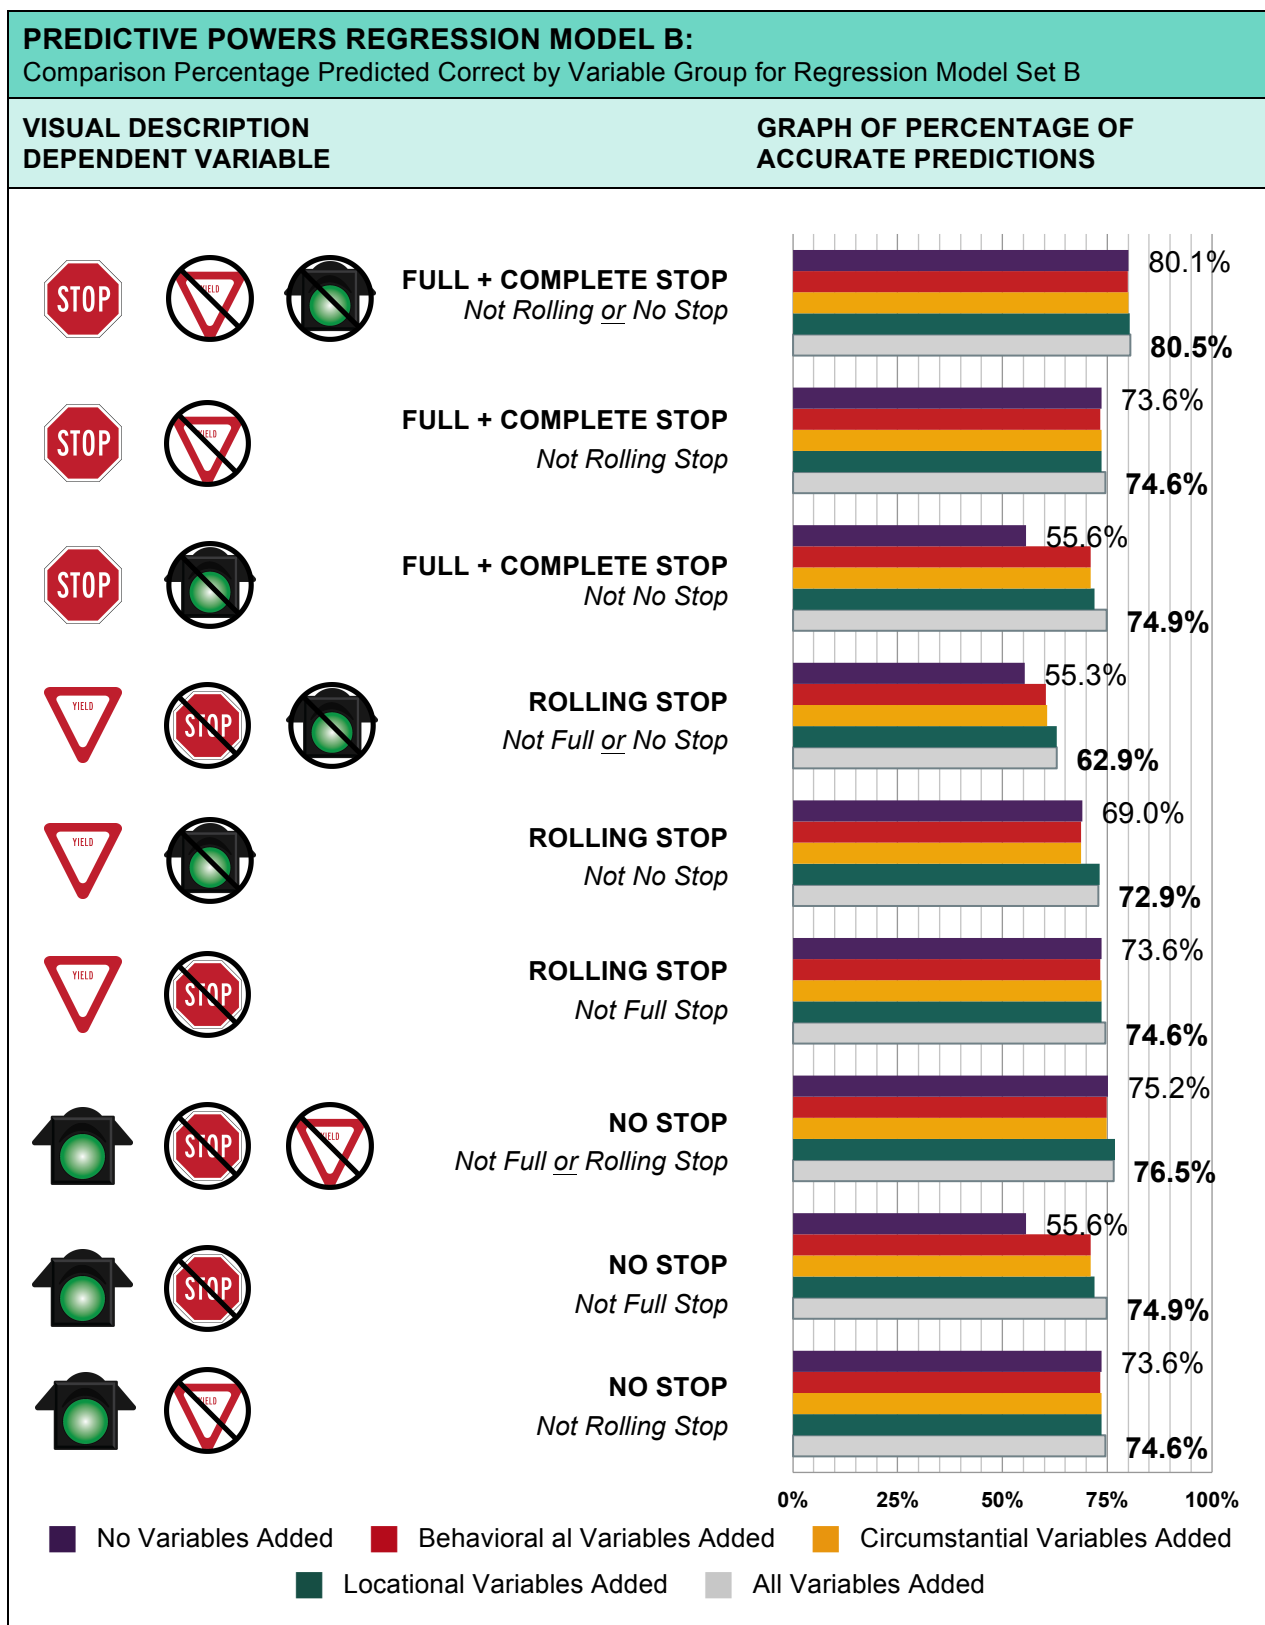 PREDICTIVE POWERS REGRESSION MODEL B:
Comparison Percentage Predicted Correct by Variable Group for Regression Model Set B
VISUAL DESCRIPTION
DEPENDENT VARIABLE
GRAPH OF PERCENTAGE OF
ACCURATE PREDICTIONS
STOP
YIELD
FULL + COMPLETE STOP
Not Rolling or No Stop
80.1%
80.5%
STOP
YIELD
FULL + COMPLETE STOP
Not Rolling Stop
73.6%
74.6%
STOP
FULL + COMPLETE STOP
Not No Stop
55.6%
74.9%
YIELD
STOP
ROLLING STOP
Not Full or No Stop
55.3%
62.9%
YIELD
ROLLING STOP
Not No Stop
69.0%
72.9%
YIELD
STOP
ROLLING STOP
Not Full Stop
73.6%
74.6%
STOP
YIELD
NO STOP
Not Full or Rolling Stop
75.2%
76.5%
STOP
NO STOP
Not Full Stop
55.6%
74.9%
YIELD
NO STOP
Not Rolling Stop
73.6%
74.6%
0% 25% 50% 75% 100%
No Variables Added Behavioral al Variables Added Circumstantial Variables Added
Locational Variables Added All Variables Added